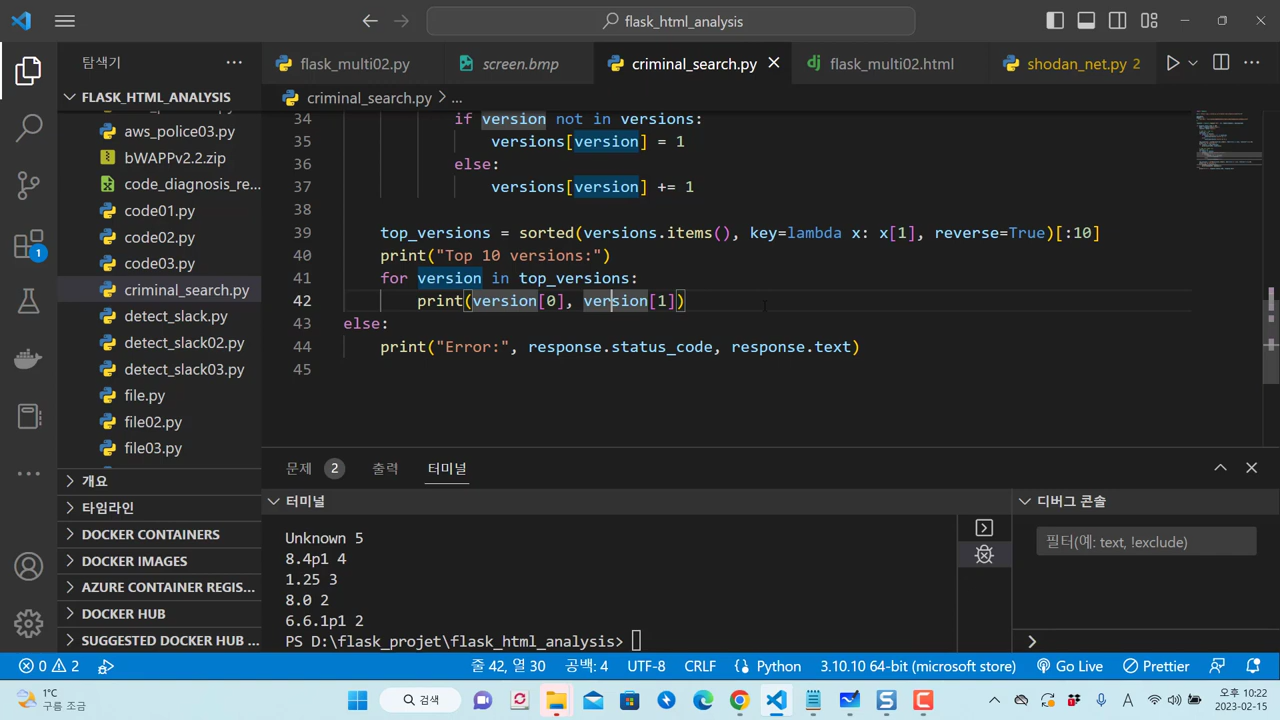 flask_html_analysis
탐색기
FLASK_HTML_ANALYSIS
aws_police03.py
bWAPPv2.2.zip
code_diagnosis_re...
code01.py
code02.py
code03.py
criminal_search.py
detect_slack.py
detect_slack02.py
detect_slack03.py
file.py
file02.py
file03.py
개요
타임라인
DOCKER CONTAINERS
DOCKER IMAGES
AZURE CONTAINER REGIS...
DOCKER HUB
SUGGESTED DOCKER HUB ...
1
flask_multi02.py
screen.bmp
criminal_search.py
flask_multi02.html
shodan_net.py 2
criminal_search.py > ...
34 if version not in versions:
35 versions[version] = 1
36 else:
37 versions[version] += 1
38
39 top_versions = sorted(versions.items(), key=lambda x: x[1], reverse=True)[:10]
40 print("Top 10 versions:")
41 for version in top_versions:
42 print(version[0], version[1])
43 else:
44 print("Error:", response.status_code, response.text)
45
문제 2 출력 터미널
터미널
Unknown 5
8.4p1 4
1.25 3
8.0 2
6.6.1p1 2
PS D:\flask_projet\flask_html_analysis>
디버그 콘솔
필터(예: text, !exclude)
0 2 줄 42, 열 30 공백: 4 UTF-8 CRLF Python 3.10.10 64-bit (microsoft store) Go Live Prettier
1°C
구름 조금
검색
A
오후 10:22
2023-02-15